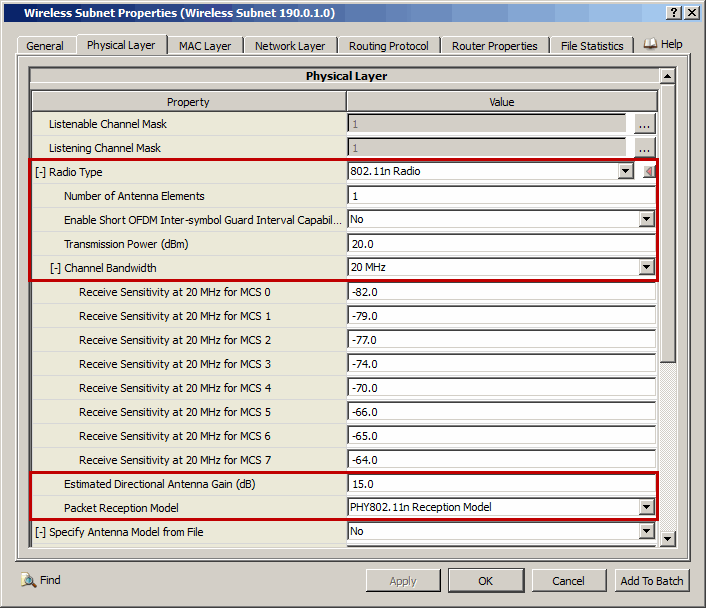 Wireless Subnet Properties (Wireless Subnet 190.0.1.0) ? X
General Physical Layer MAC Layer Network Layer Routing Protocol Router Properties File Statistics Help
Physical Layer
Property Value
Listenable Channel Mask 1 ...
Listening Channel Mask 1 ...
[-] Radio Type 802.11n Radio
Number of Antenna Elements 1
Enable Short OFDM Inter-symbol Guard Interval Capabil... No
Transmission Power (dBm) 20.0
[-] Channel Bandwidth 20 MHz
Receive Sensitivity at 20 MHz for MCS 0 -82.0
Receive Sensitivity at 20 MHz for MCS 1 -79.0
Receive Sensitivity at 20 MHz for MCS 2 -77.0
Receive Sensitivity at 20 MHz for MCS 3 -74.0
Receive Sensitivity at 20 MHz for MCS 4 -70.0
Receive Sensitivity at 20 MHz for MCS 5 -66.0
Receive Sensitivity at 20 MHz for MCS 6 -65.0
Receive Sensitivity at 20 MHz for MCS 7 -64.0
Estimated Directional Antenna Gain (dB) 15.0
Packet Reception Model PHY802.11n Reception Model
[-] Specify Antenna Model from File No
Find Apply OK Cancel Add To Batch